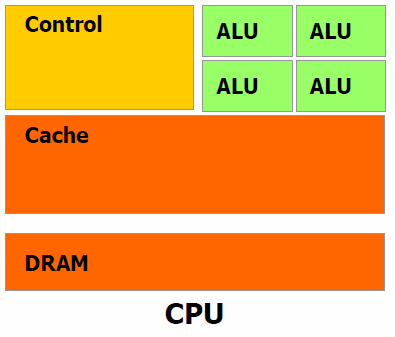 Control
ALU ALU
ALU ALU
Cache
DRAM
CPU